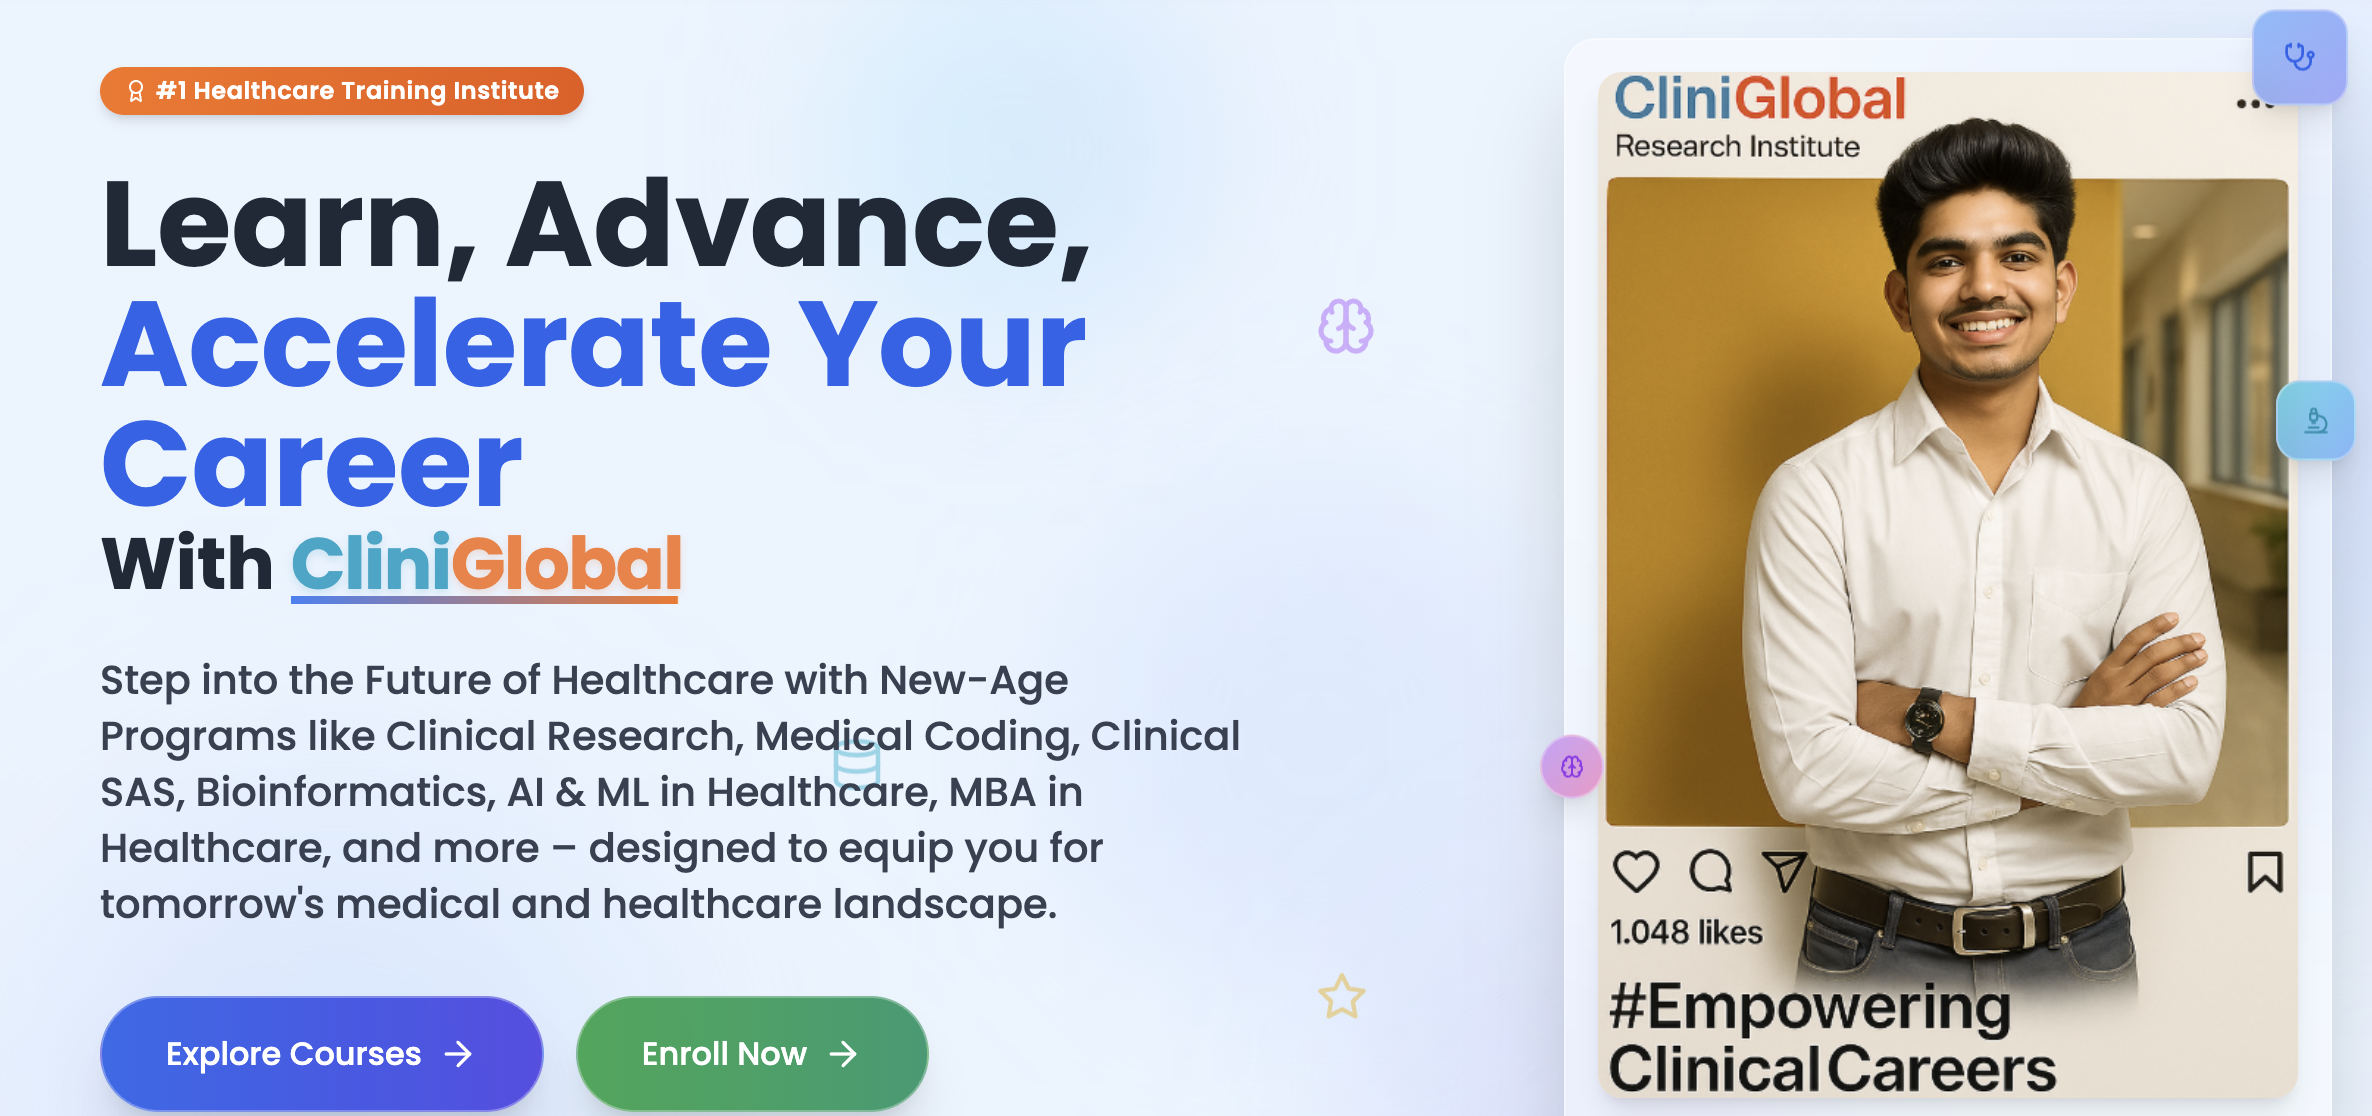 #1 Healthcare Training Institute
Learn, Advance,
Accelerate Your
Career
With CliniGlobal
Step into the Future of Healthcare with New-Age
Programs like Clinical Research, Medical Coding, Clinical
SAS, Bioinformatics, AI & ML in Healthcare, MBA in
Healthcare, and more – designed to equip you for
tomorrow's medical and healthcare landscape.
Explore Courses
Enroll Now
CliniGlobal
Research Institute
1.048 likes
#Empowering
Clinical Careers